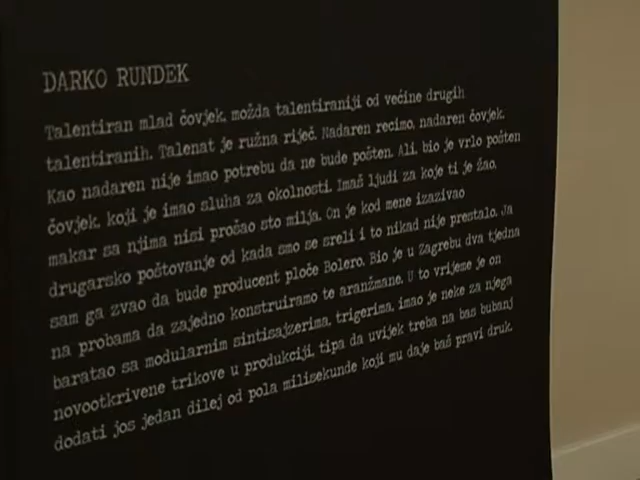 DARKO RUNDEK
Talentiran mlad čovjek, možda talentiraniji od većine drugih
talentiranih. Talenat je ružna riječ. Nadaren recimo, nadaren čovjek.
Kao nadaren nije imao potrebu da ne bude pošten. Ali, bio je vrlo pošten
čovjek, koji je imao sluha za okolnosti. Imaš ljudi za koje ti je žao,
makar sa njima nisi prošao sto milja. On je kod mene izazivao
drugarsko poštovanje od kada smo se sreli i to nikad nije prestalo. Ja
sam ga zvao da bude producent ploče Bolero. Bio je u Zagrebu dva tjedna
na probama da zajedno konstruiramo te aranžmane. U to vrijeme je on
baratao sa modularnim sintisajzerima, trigerima, imao je neke za njega
novootkrivene trikove u produkciji, tipa da uvijek treba na bas bubanj
dodati jos jedan dilej od pola milisekunde koji mu daje baš pravi druk.